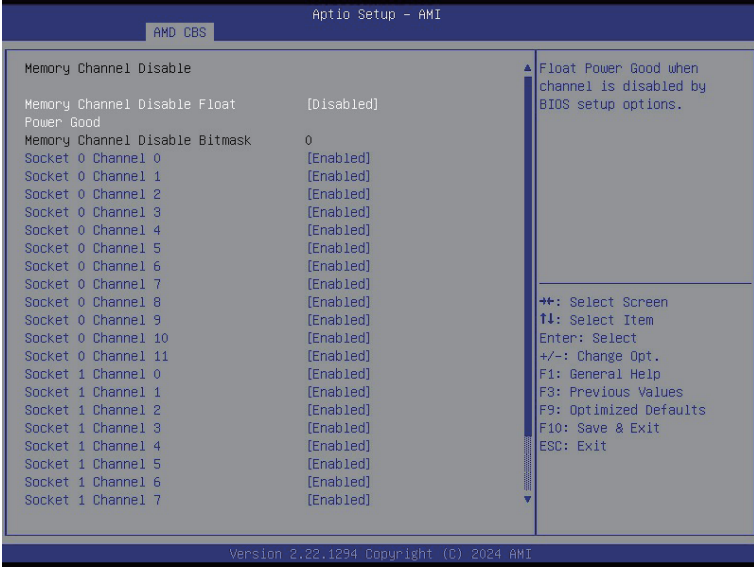 Aptio Setup – AMI
AMD CBS
Memory Channel Disable
Memory Channel Disable Float Power Good [Disabled]
Memory Channel Disable Bitmask 0
Socket 0 Channel 0 [Enabled]
Socket 0 Channel 1 [Enabled]
Socket 0 Channel 2 [Enabled]
Socket 0 Channel 3 [Enabled]
Socket 0 Channel 4 [Enabled]
Socket 0 Channel 5 [Enabled]
Socket 0 Channel 6 [Enabled]
Socket 0 Channel 7 [Enabled]
Socket 0 Channel 8 [Enabled]
Socket 0 Channel 9 [Enabled]
Socket 0 Channel 10 [Enabled]
Socket 0 Channel 11 [Enabled]
Socket 1 Channel 0 [Enabled]
Socket 1 Channel 1 [Enabled]
Socket 1 Channel 2 [Enabled]
Socket 1 Channel 3 [Enabled]
Socket 1 Channel 4 [Enabled]
Socket 1 Channel 5 [Enabled]
Socket 1 Channel 6 [Enabled]
Socket 1 Channel 7 [Enabled]
Float Power Good when
channel is disabled by
BIOS setup options.
→←: Select Screen
↑↓: Select Item
Enter: Select
+/-: Change Opt.
F1: General Help
F3: Previous Values
F9: Optimized Defaults
F10: Save & Exit
ESC: Exit
Version 2.22.1294 Copyright (C) 2024 AMI